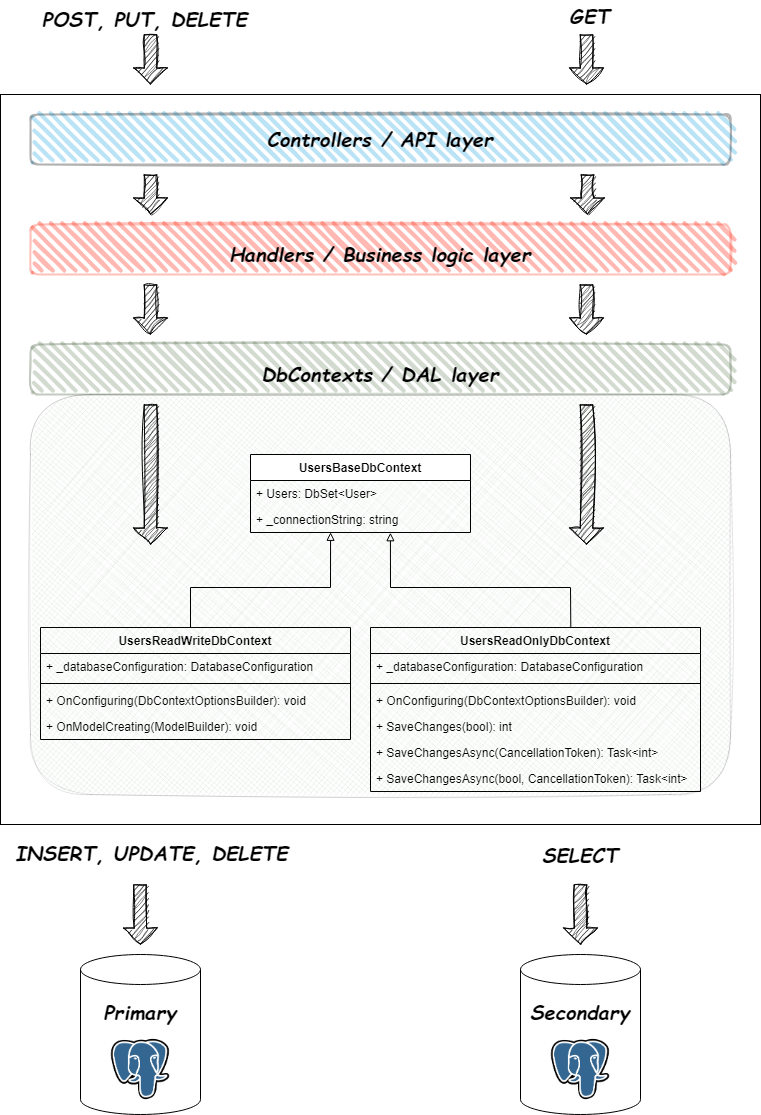 POST, PUT, DELETE
GET
Controllers / API layer
Handlers / Business logic layer
DbContexts / DAL layer
UsersBaseDbContext
+ Users: DbSet<User>
+ _connectionString: string
UsersReadWriteDbContext
+ _databaseConfiguration: DatabaseConfiguration
+ OnConfiguring(DbContextOptionsBuilder): void
+ OnModelCreating(ModelBuilder): void
UsersReadOnlyDbContext
+ _databaseConfiguration: DatabaseConfiguration
+ OnConfiguring(DbContextOptionsBuilder): void
+ SaveChanges(bool): int
+ SaveChangesAsync(CancellationToken): Task<int>
+ SaveChangesAsync(bool, CancellationToken): Task<int>
INSERT, UPDATE, DELETE
SELECT
Primary
Secondary